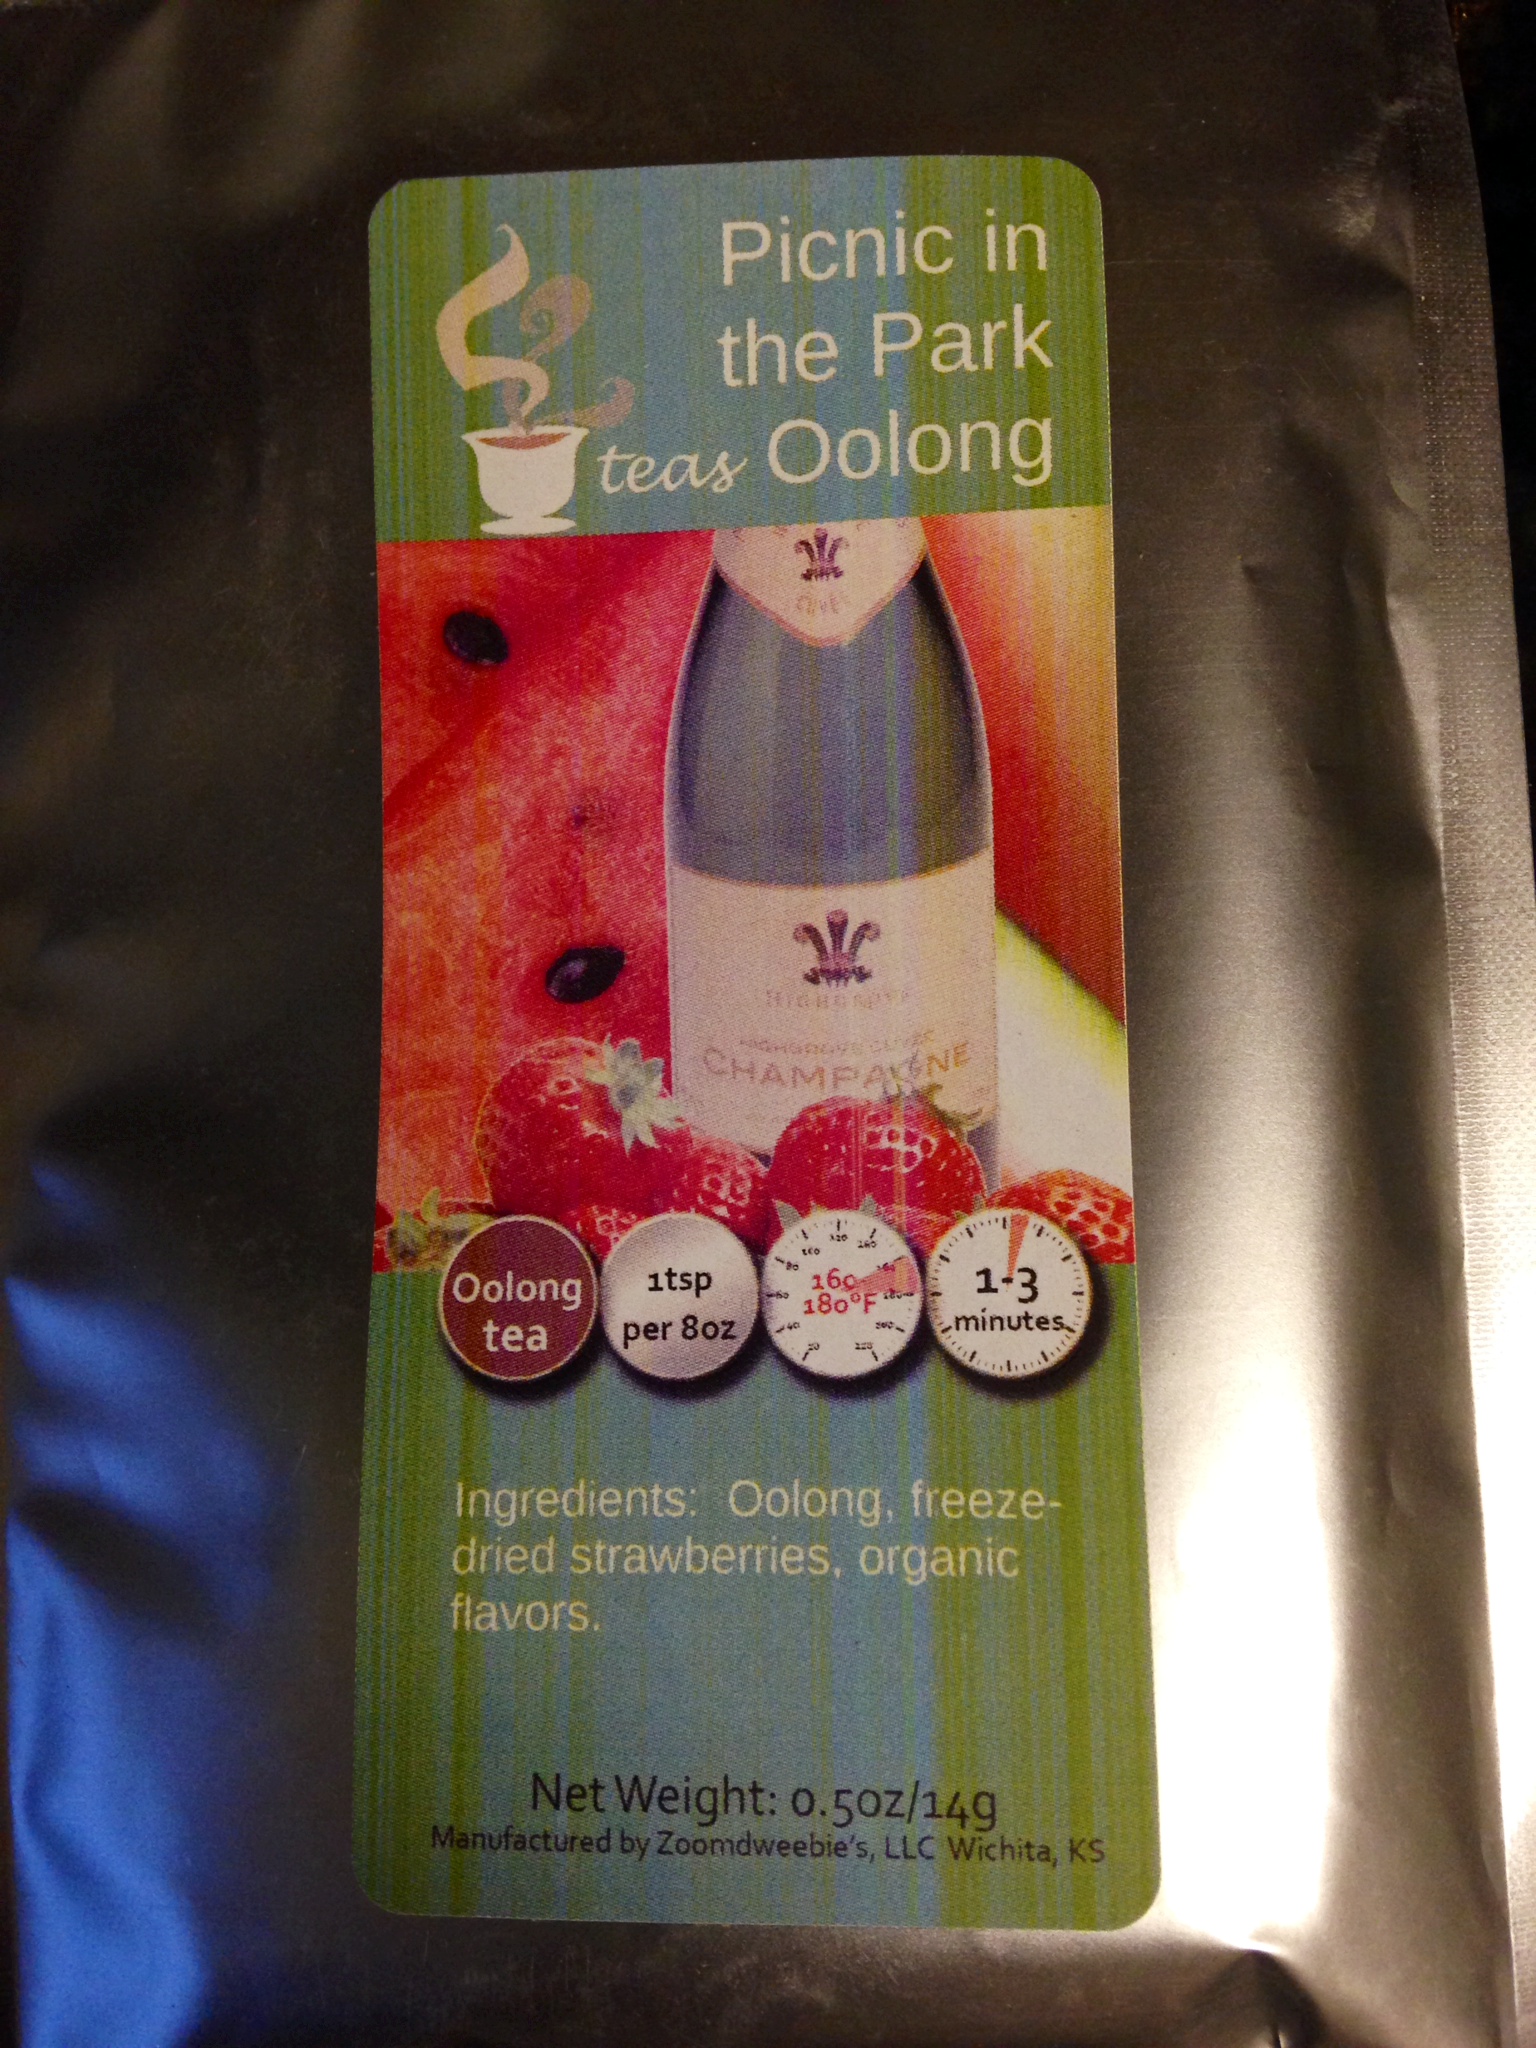 Picnic in
the Park
teas Oolong
CHAMPAGNE
Oolong
tea
1tsp
per 8oz
160-
180°F
1-3
minutes
Ingredients: Oolong, freeze-
dried strawberries, organic
flavors.
Net Weight: 0.5oz/14g
Manufactured by Zoomdweebie's, LLC Wichita, KS